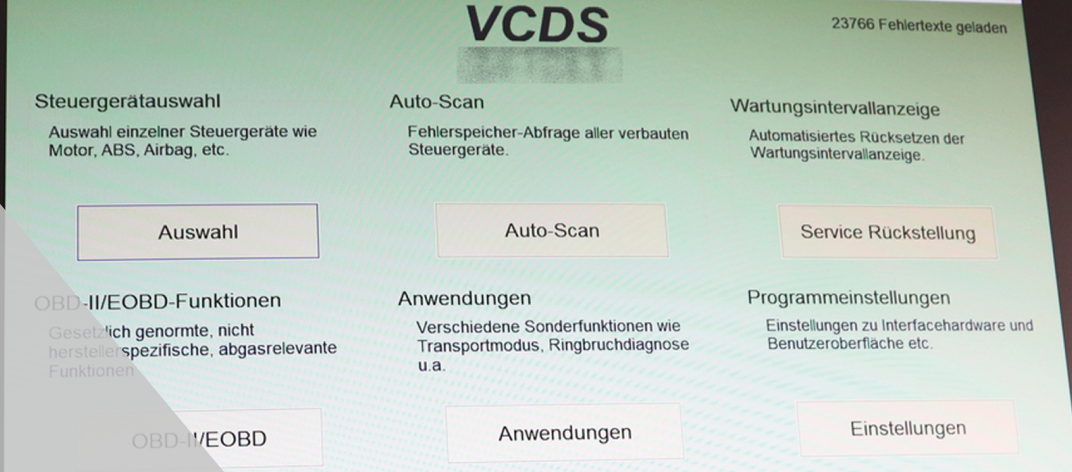 VCDS
23766 Fehlertexte geladen
Steuergerätauswahl
Auswahl einzelner Steuergeräte wie
Motor, ABS, Airbag, etc.
Auswahl
Auto-Scan
Fehlerspeicher-Abfrage aller verbauten
Steuergeräte.
Auto-Scan
Wartungsintervallanzeige
Automatisiertes Rücksetzen der
Wartungsintervallanzeige.
Service Rückstellung
OBD-II/EOBD-Funktionen
Gesetzlich genormte, nicht
herstellerspezifische, abgasrelevante
Funktionen
OBD-II/EOBD
Anwendungen
Verschiedene Sonderfunktionen wie
Transportmodus, Ringbruchdiagnose
u.a.
Anwendungen
Programmeinstellungen
Einstellungen zu Interfacehardware und
Benutzeroberfläche etc.
Einstellungen